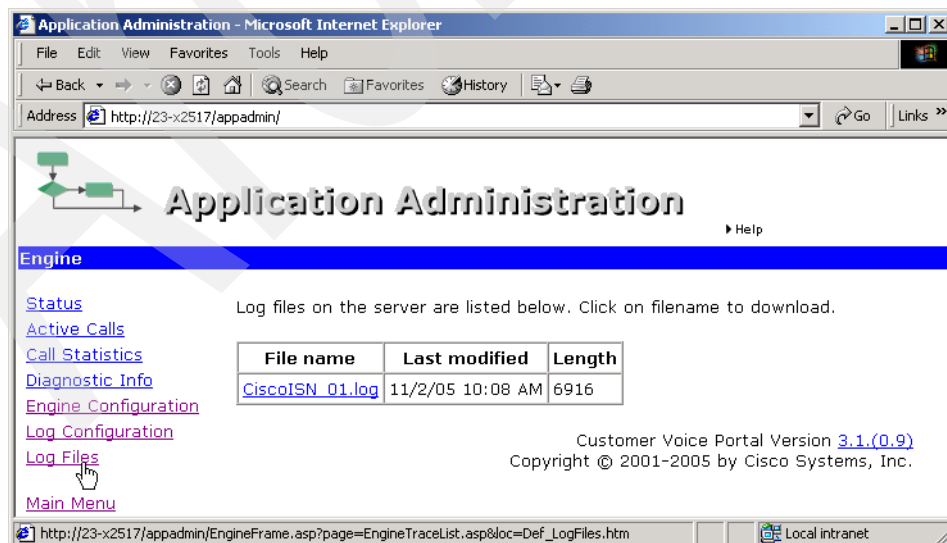 Application Administration - Microsoft Internet Explorer
File Edit View Favorites Tools Help
Back Search Favorites History
Address http://23-x2517/appadmin/ Go Links »
Application Administration
Help
Engine
Status
Log files on the server are listed below. Click on filename to download.
Active Calls
Call Statistics
File name Last modified Length
Diagnostic Info
CiscoISN_01.log 11/2/05 10:08 AM 6916
Engine Configuration
Log Configuration
Customer Voice Portal Version 3.1.(0.9)
Log Files
Copyright © 2001-2005 by Cisco Systems, Inc.
Main Menu
http://23-x2517/appadmin/EngineFrame.asp?page=EngineTraceList.asp&loc=Def_LogFiles.htm Local intranet